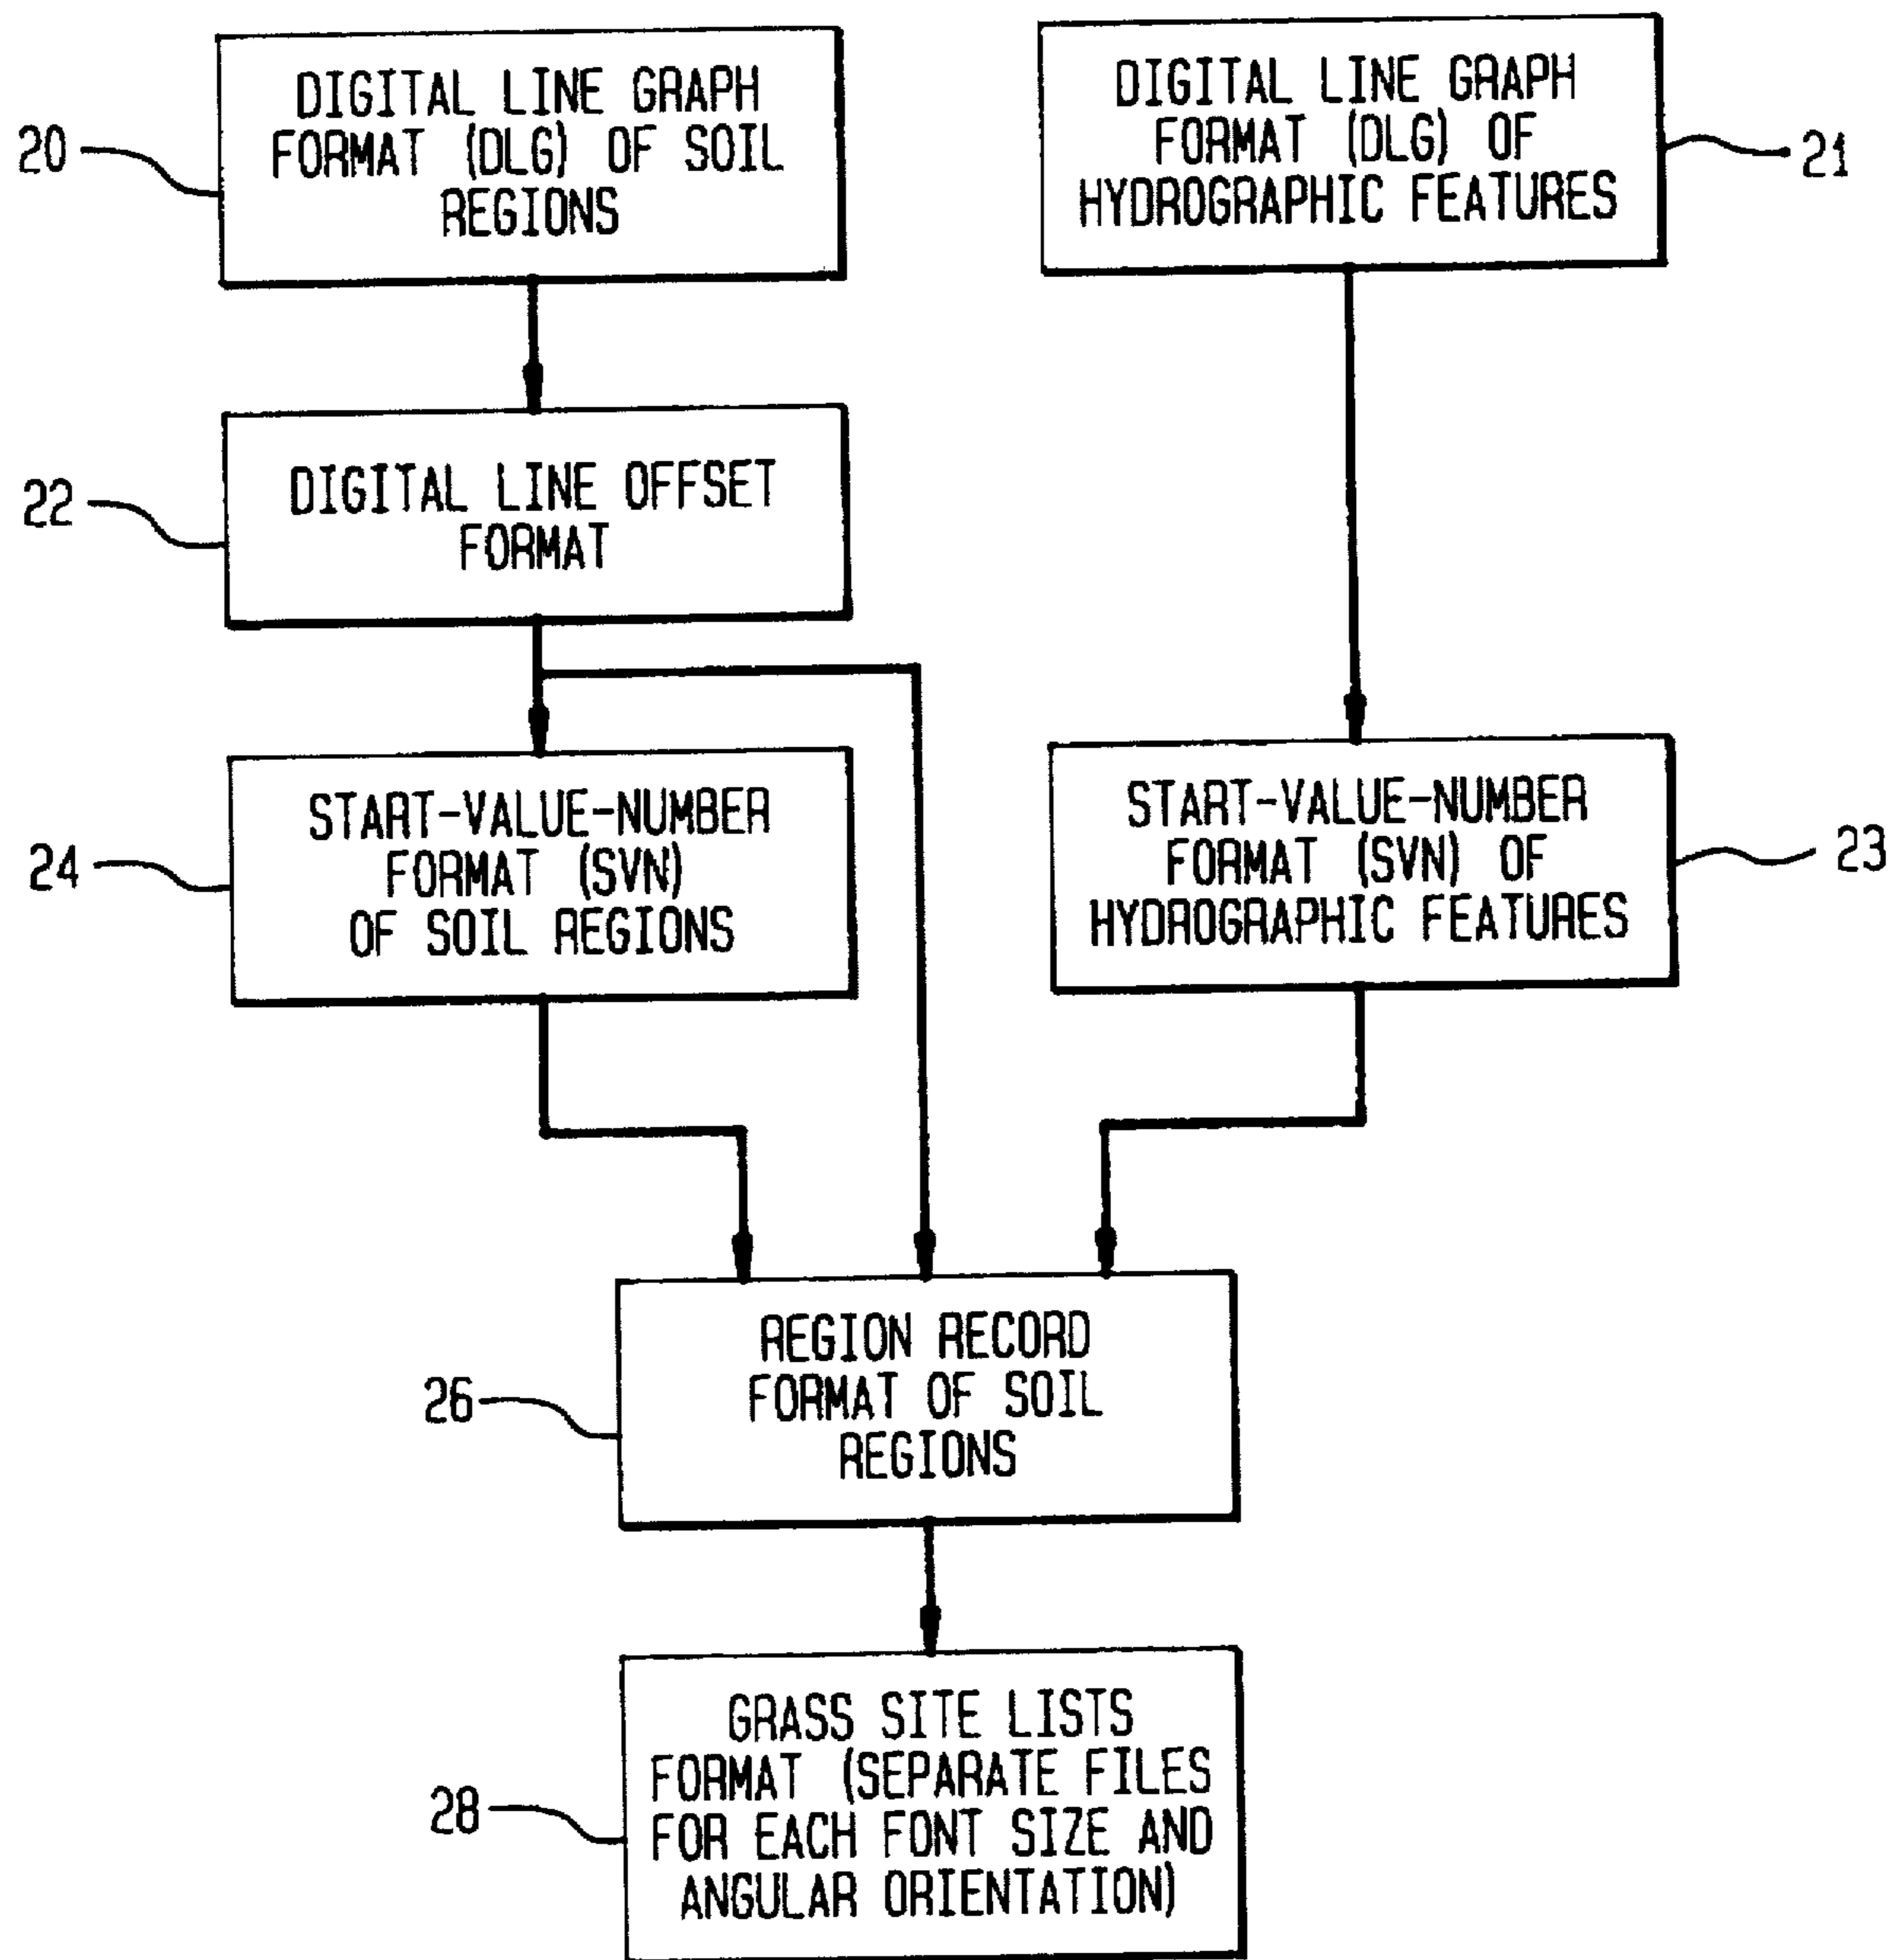 DIGITAL LINE GRAPH
FORMAT (DLG) OF SOIL
REGIONS
20
DIGITAL LINE GRAPH
FORMAT (DLG) OF
HYDROGRAPHIC FEATURES
21
DIGITAL LINE OFFSET
FORMAT
22
START-VALUE-NUMBER
FORMAT (SVN)
OF SOIL REGIONS
24
START-VALUE-NUMBER
FORMAT (SVN) OF
HYDROGRAPHIC FEATURES
23
REGION RECORD
FORMAT OF SOIL
REGIONS
26
GRASS SITE LISTS
FORMAT (SEPARATE FILES
FOR EACH FONT SIZE AND
ANGULAR ORIENTATION)
28